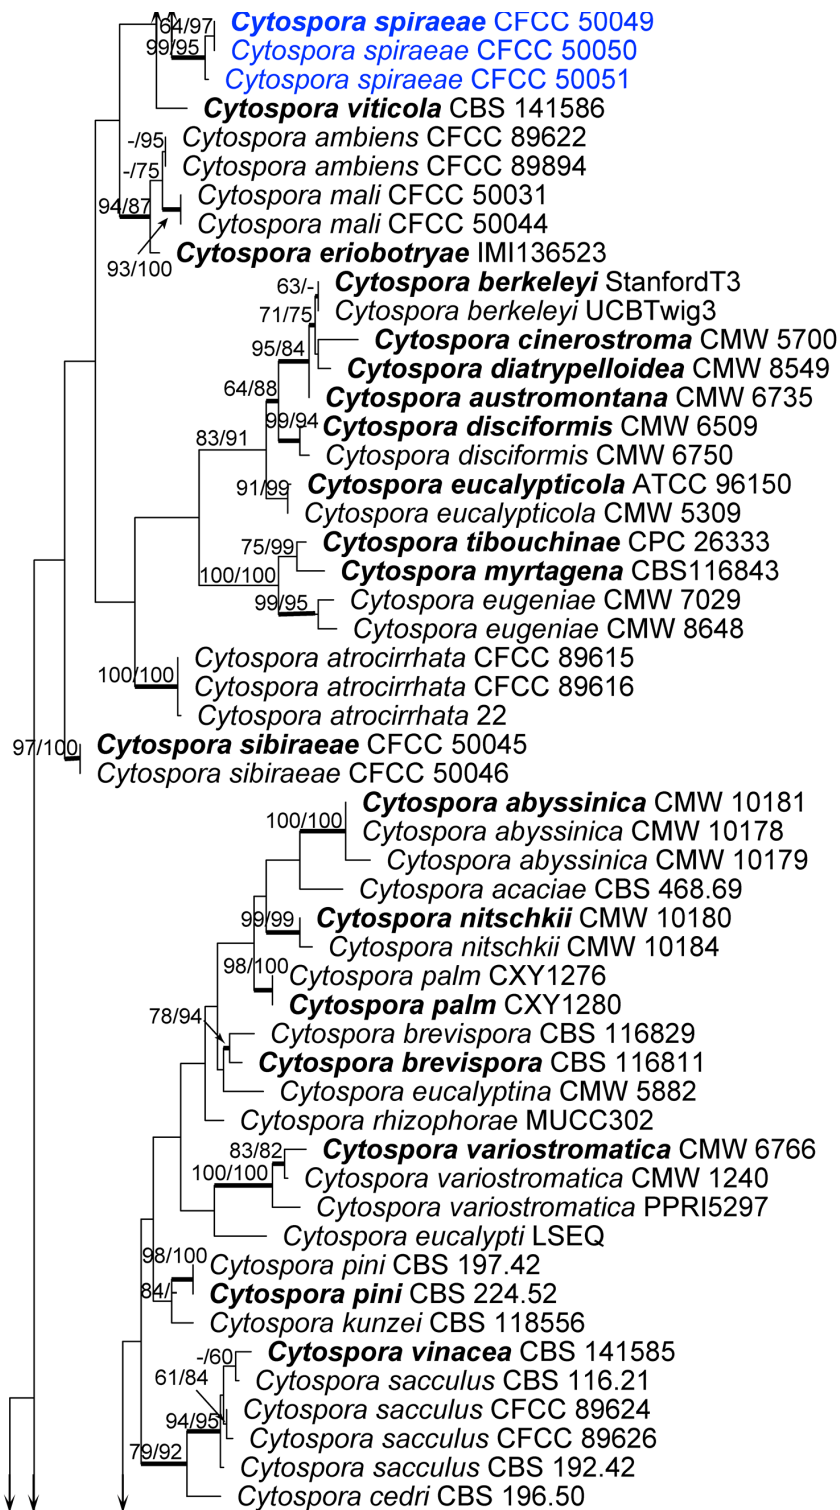 64/97
Cytospora spiraeae CFCC 50049
99/95
Cytospora spiraeae CFCC 50050
Cytospora spiraeae CFCC 50051
Cytospora viticola CBS 141586
-/95
Cytospora ambiens CFCC 89622
Cytospora ambiens CFCC 89894
-/75
Cytospora mali CFCC 50031
94/87
Cytospora mali CFCC 50044
Cytospora eriobotryae IMI136523
93/100
63/-
Cytospora berkeleyi StanfordT3
Cytospora berkeleyi UCBTwig3
71/75
Cytospora cinerostroma CMW 5700
95/84
Cytospora diatrypelloidea CMW 8549
64/88
Cytospora austromontana CMW 6735
99/94
Cytospora disciformis CMW 6509
83/91
Cytospora disciformis CMW 6750
91/99
Cytospora eucalypticola ATCC 96150
Cytospora eucalypticola CMW 5309
75/99
Cytospora tibouchinae CPC 26333
100/100
Cytospora myrtagena CBS116843
99/95
Cytospora eugeniae CMW 7029
Cytospora eugeniae CMW 8648
Cytospora atrocirrhata CFCC 89615
100/100
Cytospora atrocirrhata CFCC 89616
Cytospora atrocirrhata 22
97/100
Cytospora sibiraeae CFCC 50045
Cytospora sibiraeae CFCC 50046
Cytospora abyssinica CMW 10181
100/100
Cytospora abyssinica CMW 10178
Cytospora abyssinica CMW 10179
Cytospora acaciae CBS 468.69
99/99
Cytospora nitschkii CMW 10180
Cytospora nitschkii CMW 10184
98/100
Cytospora palm CXY1276
Cytospora palm CXY1280
78/94
Cytospora brevispora CBS 116829
Cytospora brevispora CBS 116811
Cytospora eucalyptina CMW 5882
Cytospora rhizophorae MUCC302
83/82
Cytospora variostromatica CMW 6766
100/100
Cytospora variostromatica CMW 1240
Cytospora variostromatica PPRI5297
Cytospora eucalypti LSEQ
98/100
Cytospora pini CBS 197.42
84/-
Cytospora pini CBS 224.52
Cytospora kunzei CBS 118556
-/60
Cytospora vinacea CBS 141585
61/84
Cytospora sacculus CBS 116.21
Cytospora sacculus CFCC 89624
94/95
Cytospora sacculus CFCC 89626
79/92
Cytospora sacculus CBS 192.42
Cytospora cedri CBS 196.50